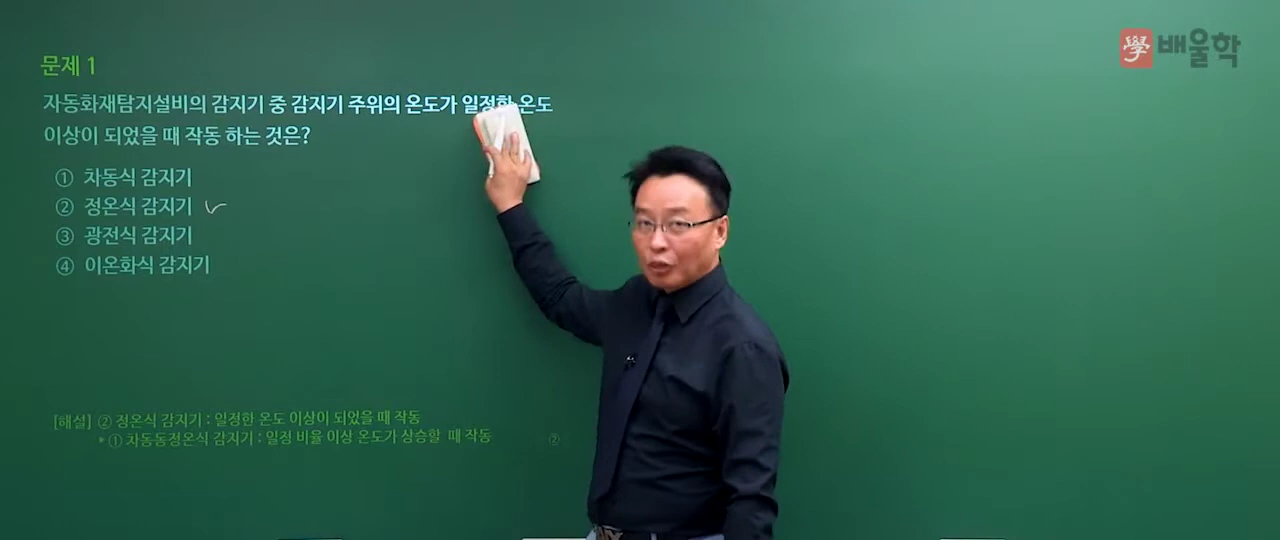 學 배울학
문제 1
자동화재탐지설비의 감지기 중 감지기 주위의 온도가 일정한 온도
이상이 되었을 때 작동 하는 것은?
① 차동식 감지기
② 정온식 감지기
③ 광전식 감지기
④ 이온화식 감지기
[해설] ② 정온식 감지기 : 일정한 온도 이상이 되었을 때 작동
* ① 차동동정온식 감지기 : 일정 비율 이상 온도가 상승할 때 작동 ②